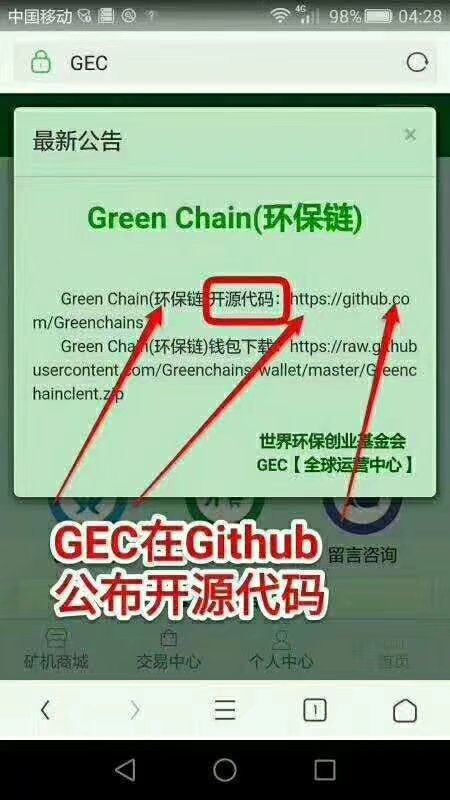 中国移动 ? 4G 98% 04:28
GEC
最新公告 ×
Green Chain(环保链)
Green Chain(环保链 开源代码: https://github.co
m/Greenchains
Green Chain(环保链)钱包下载 https://raw.github
usercontent.com/Greenchains/wallet/master/Greenc
hainclent.zip
世界环保创业基金会
GEC【全球运营中心】
留言咨询
GEC在Github
公布开源代码
矿机商城 交易中心 个人中心 首页
1